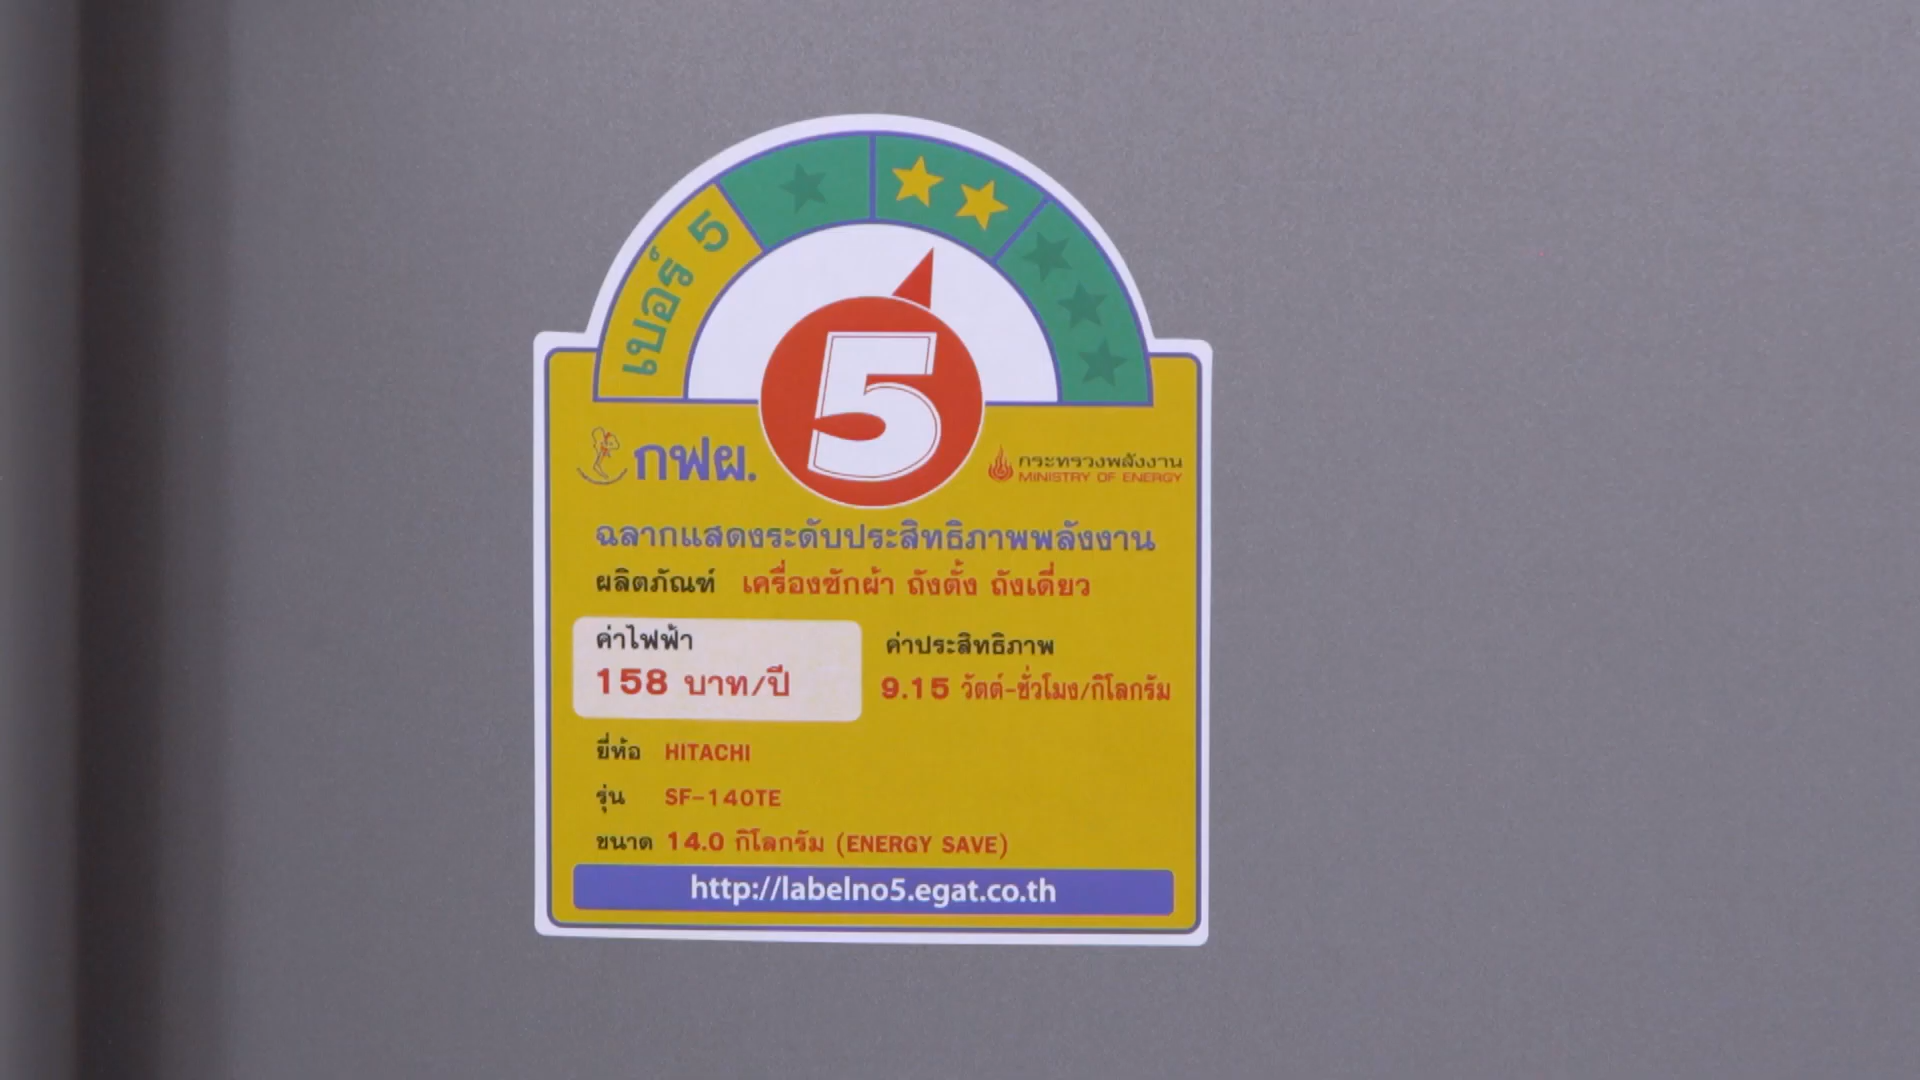 เบอร์ 5
5
กฟผ.
กระทรวงพลังงาน
MINISTRY OF ENERGY
ฉลากแสดงระดับประสิทธิภาพพลังงาน
ผลิตภัณฑ์ เครื่องซักผ้า ถังตั้ง ถังเดี่ยว
ค่าไฟฟ้า
158 บาท/ปี
ค่าประสิทธิภาพ
9.15 วัตต์-ชั่วโมง/กิโลกรัม
ยี่ห้อ HITACHI
รุ่น SF-140TE
ขนาด 14.0 กิโลกรัม (ENERGY SAVE)
http://labelno5.egat.co.th